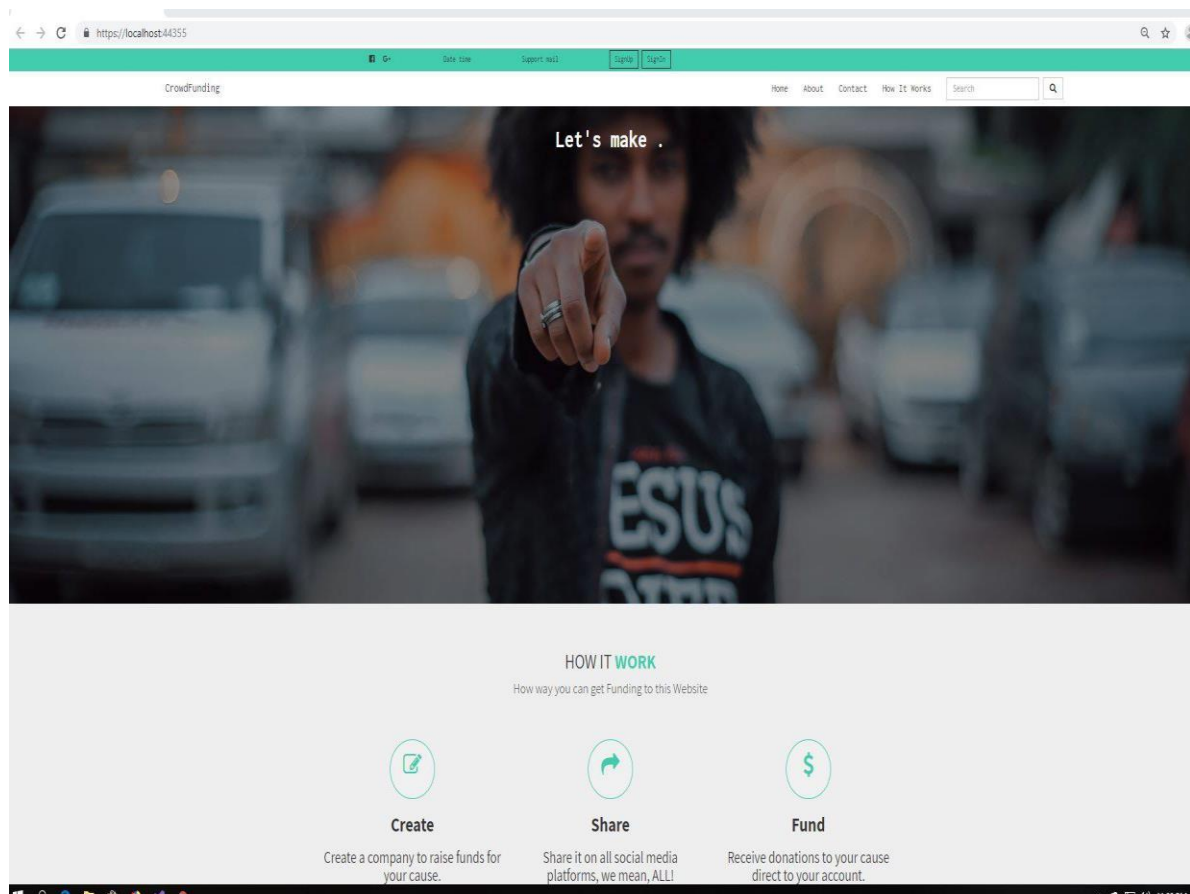 https://localhost:44355
G+ Date time Support mail SignUp SignIn
CrowdFunding Home About Contact How It Works Search
Let's make .
ESUS
HOW IT WORK
How way you can get Funding to this Website
Create Share Fund
Create a company to raise funds for your cause.
Share it on all social media platforms, we mean, ALL!
Receive donations to your cause direct to your account.